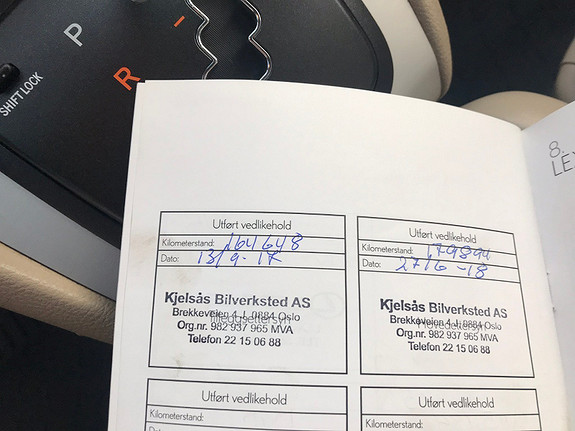 P
R
SHIFT LOCK
8.
LE
Utført vedlikehold
Kilometerstand: 164648
Dato: 13/9-17
Kjelsås Bilverksted AS
Brekkeveien 4 J, 0884 Oslo
Org.nr. 982 937 965 MVA
Telefon 22 15 06 88
Utført vedlikehold
Kilometerstand: 179894
Dato: 27/6-18
Kjelsås Bilverksted AS
Brekkeveien 4 J, 0884 Oslo
Org.nr. 982 937 965 MVA
Telefon 22 15 06 88
Utført vedlikehold
Kilometerstand:
Utført vedlikehold
Kilometerstand: